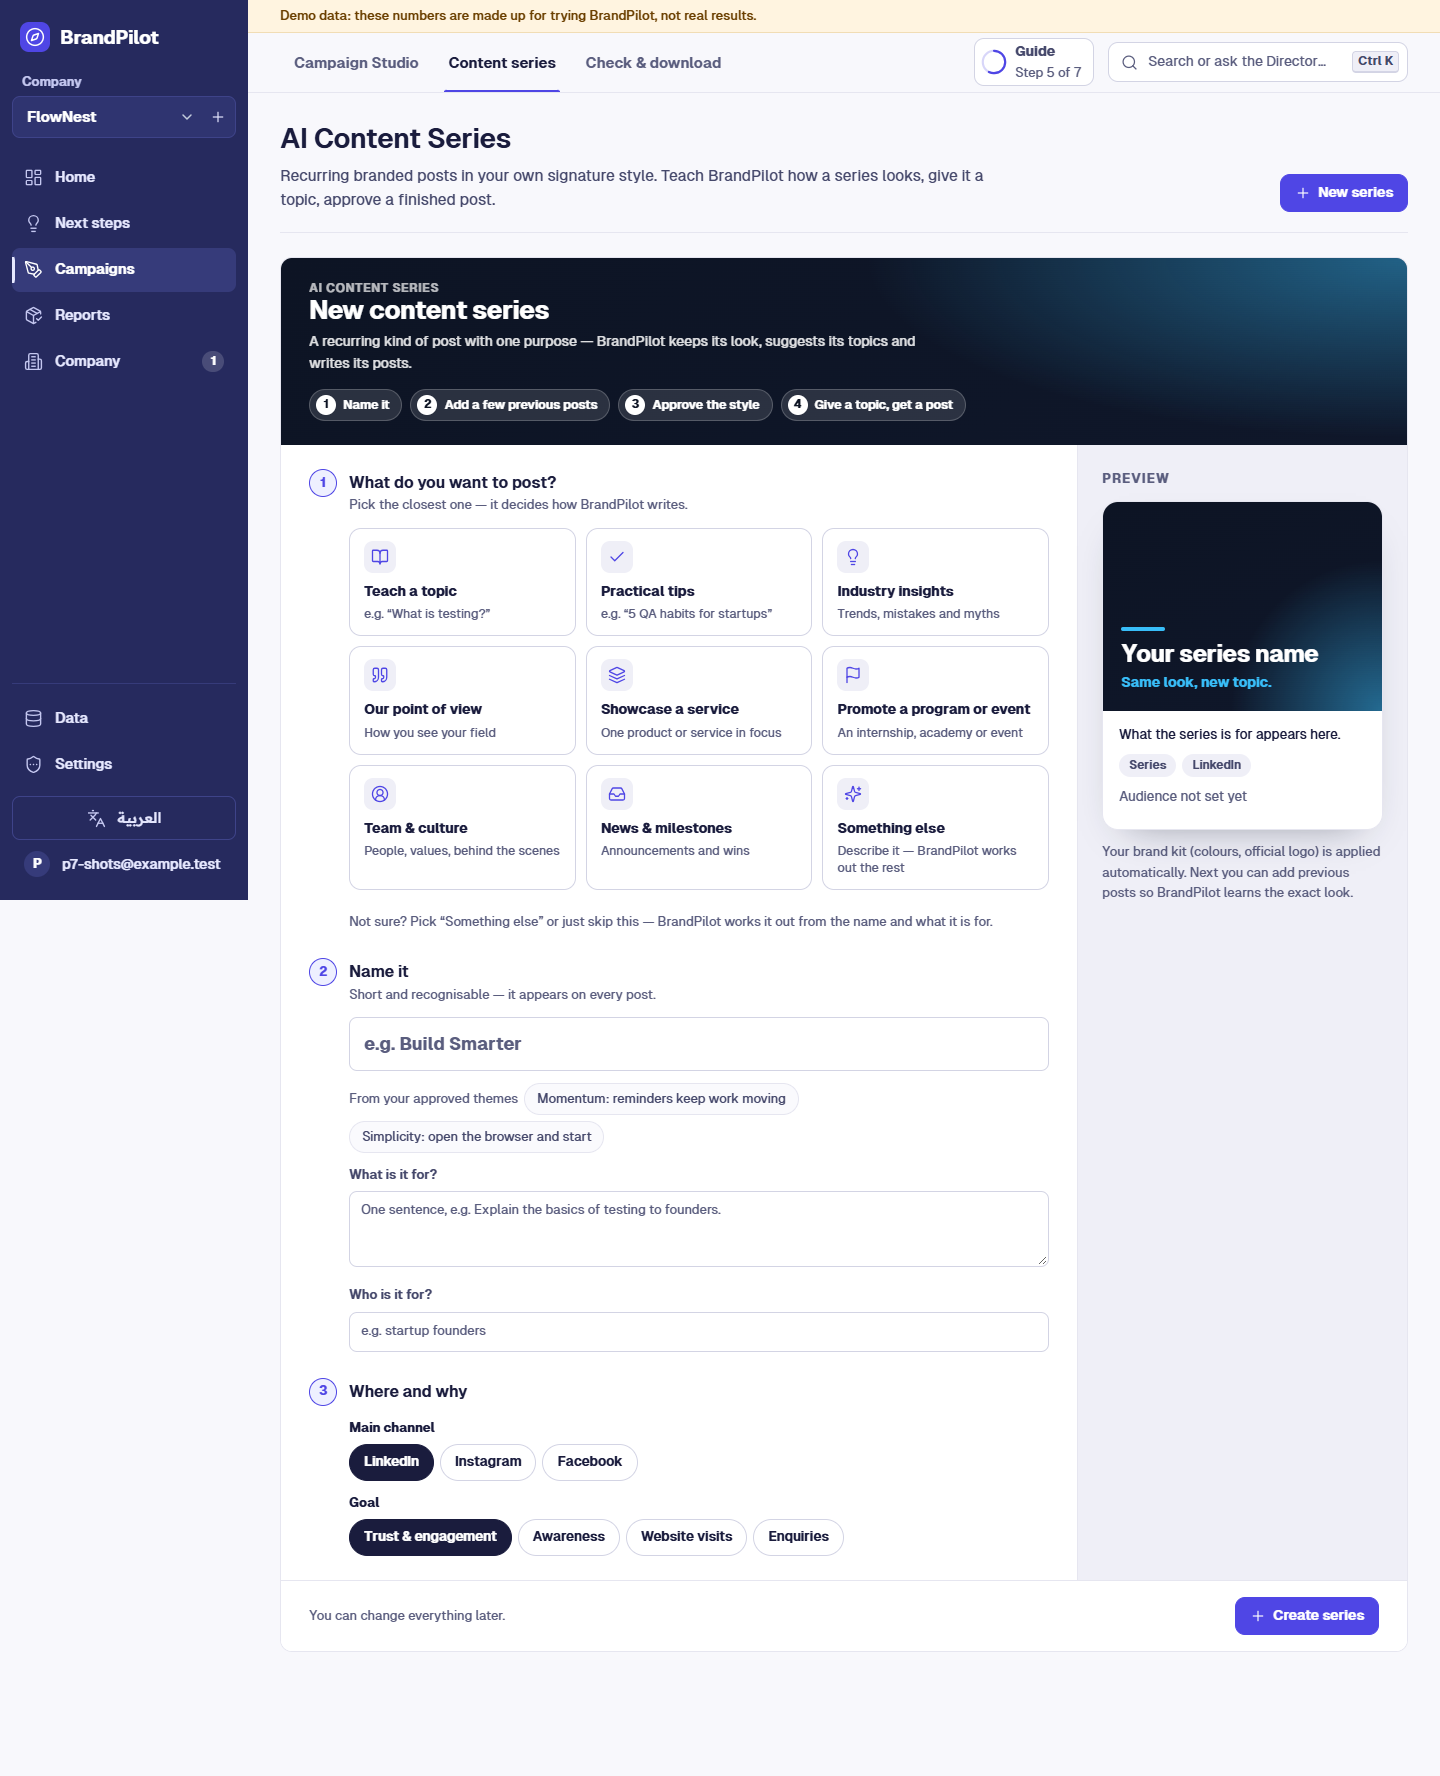 BrandPilot
Company
FlowNest
Home
Next steps
Campaigns
Reports
Company
1
Data
Settings
العربية
P
p7-shots@example.test
Demo data: these numbers are made up for trying BrandPilot, not real results.
Campaign Studio
Content series
Check & download
Guide
Step 5 of 7
Search or ask the Director...
Ctrl K
AI Content Series
Recurring branded posts in your own signature style. Teach BrandPilot how a series looks, give it a
topic, approve a finished post.
New series
AI CONTENT SERIES
New content series
A recurring kind of post with one purpose — BrandPilot keeps its look, suggests its topics and
writes its posts.
1 Name it
2 Add a few previous posts
3 Approve the style
4 Give a topic, get a post
1
What do you want to post?
Pick the closest one — it decides how BrandPilot writes.
Teach a topic
e.g. “What is testing?”
Practical tips
e.g. “5 QA habits for startups”
Industry insights
Trends, mistakes and myths
Our point of view
How you see your field
Showcase a service
One product or service in focus
Promote a program or event
An internship, academy or event
Team & culture
People, values, behind the scenes
News & milestones
Announcements and wins
Something else
Describe it — BrandPilot works
out the rest
Not sure? Pick “Something else” or just skip this — BrandPilot works it out from the name and what it is for.
2
Name it
Short and recognisable — it appears on every post.
e.g. Build Smarter
From your approved themes
Momentum: reminders keep work moving
Simplicity: open the browser and start
What is it for?
One sentence, e.g. Explain the basics of testing to founders.
Who is it for?
e.g. startup founders
3
Where and why
Main channel
LinkedIn
Instagram
Facebook
Goal
Trust & engagement
Awareness
Website visits
Enquiries
PREVIEW
Your series name
Same look, new topic.
What the series is for appears here.
Series
LinkedIn
Audience not set yet
Your brand kit (colours, official logo) is applied
automatically. Next you can add previous
posts so BrandPilot learns the exact look.
You can change everything later.
Create series